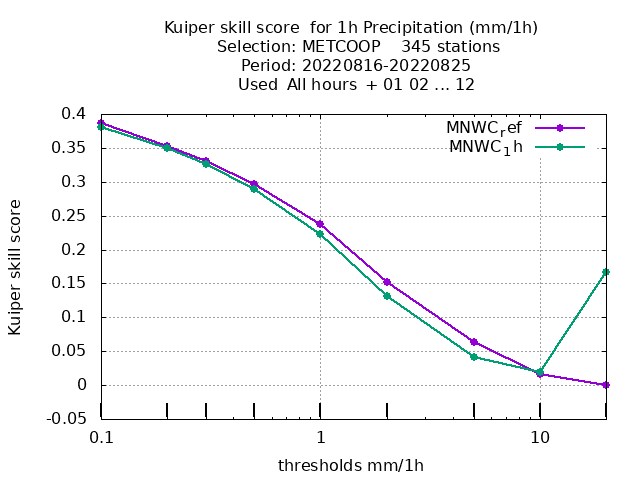 Kuiper skill score  for 1h Precipitation (mm/1h)
Selection: METCOOP    345 stations
Period: 20220816-20220825
Used  All hours  + 01 02 ... 12
MNWCref
MNWC1h
0.4
0.35
0.3
0.25
0.2
0.15
0.1
0.05
0
-0.05
Kuiper skill score
0.1 1 10
thresholds mm/1h